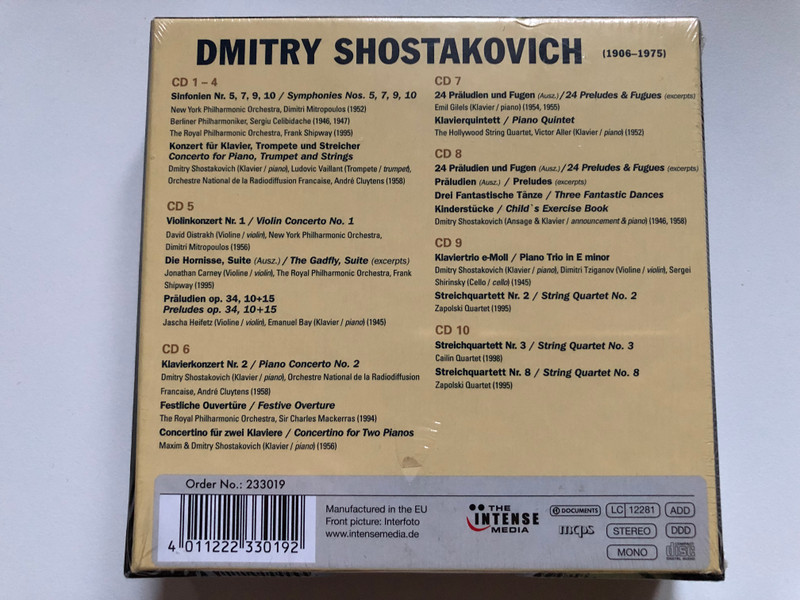 DMITRY SHOSTAKOVICH (1906–1975)
CD 1 – 4
Sinfonien Nr. 5, 7, 9, 10 / Symphonies Nos. 5, 7, 9, 10
New York Philharmonic Orchestra, Dimitri Mitropoulos (1952)
Berliner Philharmoniker, Sergiu Celibidache (1946, 1947)
The Royal Philharmonic Orchestra, Frank Shipway (1995)
Konzert für Klavier, Trompete und Streicher
Concerto for Piano, Trumpet and Strings
Dmitry Shostakovich (Klavier / piano), Ludovic Vaillant (Trompete / trumpet),
Orchestre National de la Radiodiffusion Francaise, André Cluytens (1958)
CD 5
Violinkonzert Nr. 1 / Violin Concerto No. 1
David Oistrakh (Violine / violin), New York Philharmonic Orchestra,
Dimitri Mitropoulos (1956)
Die Hornisse, Suite (Ausz.) / The Gadfly, Suite (excerpts)
Jonathan Carney (Violine / violin), The Royal Philharmonic Orchestra, Frank
Shipway (1995)
Präludien op. 34, 10+15
Preludes op. 34, 10+15
Jascha Heifetz (Violine / violin), Emanuel Bay (Klavier / piano) (1945)
CD 6
Klavierkonzert Nr. 2 / Piano Concerto No. 2
Dmitry Shostakovich (Klavier / piano), Orchestre National de la Radiodiffusion
Francaise, André Cluytens (1958)
Festliche Ouvertüre / Festive Overture
The Royal Philharmonic Orchestra, Sir Charles Mackerras (1994)
Concertino für zwei Klaviere / Concertino for Two Pianos
Maxim & Dmitry Shostakovich (Klavier / piano) (1956)
CD 7
24 Präludien und Fugen (Ausz.) / 24 Preludes & Fugues (excerpts)
Emil Gilels (Klavier / piano) (1954, 1955)
Klavierquintett / Piano Quintet
The Hollywood String Quartet, Victor Aller (Klavier / piano) (1952)
CD 8
24 Präludien und Fugen (Ausz.) / 24 Preludes & Fugues (excerpts)
Präludien (Ausz.) / Preludes (excerpts)
Drei Fantastische Tänze / Three Fantastic Dances
Kinderstücke / Child`s Exercise Book
Dmitry Shostakovich (Ansage & Klavier / announcement & piano) (1946, 1958)
CD 9
Klaviertrio e-Moll / Piano Trio in E minor
Dmitry Shostakovich (Klavier / piano), Dimitri Tziganov (Violine / violin), Sergei
Shirinsky (Cello / cello) (1945)
Streichquartett Nr. 2 / String Quartet No. 2
Zapolski Quartet (1995)
CD 10
Streichquartett Nr. 3 / String Quartet No. 3
Cailin Quartet (1998)
Streichquartett Nr. 8 / String Quartet No. 8
Zapolski Quartet (1995)
Order No.: 233019
4 011222 330192
Manufactured in the EU
Front picture: Interfoto
www.intensemedia.de
THE
INTENSE
MEDIA
DOCUMENTS
LC 12281
ADD
mcps
STEREO
DDD
MONO
disc
DIGITAL AUDIO